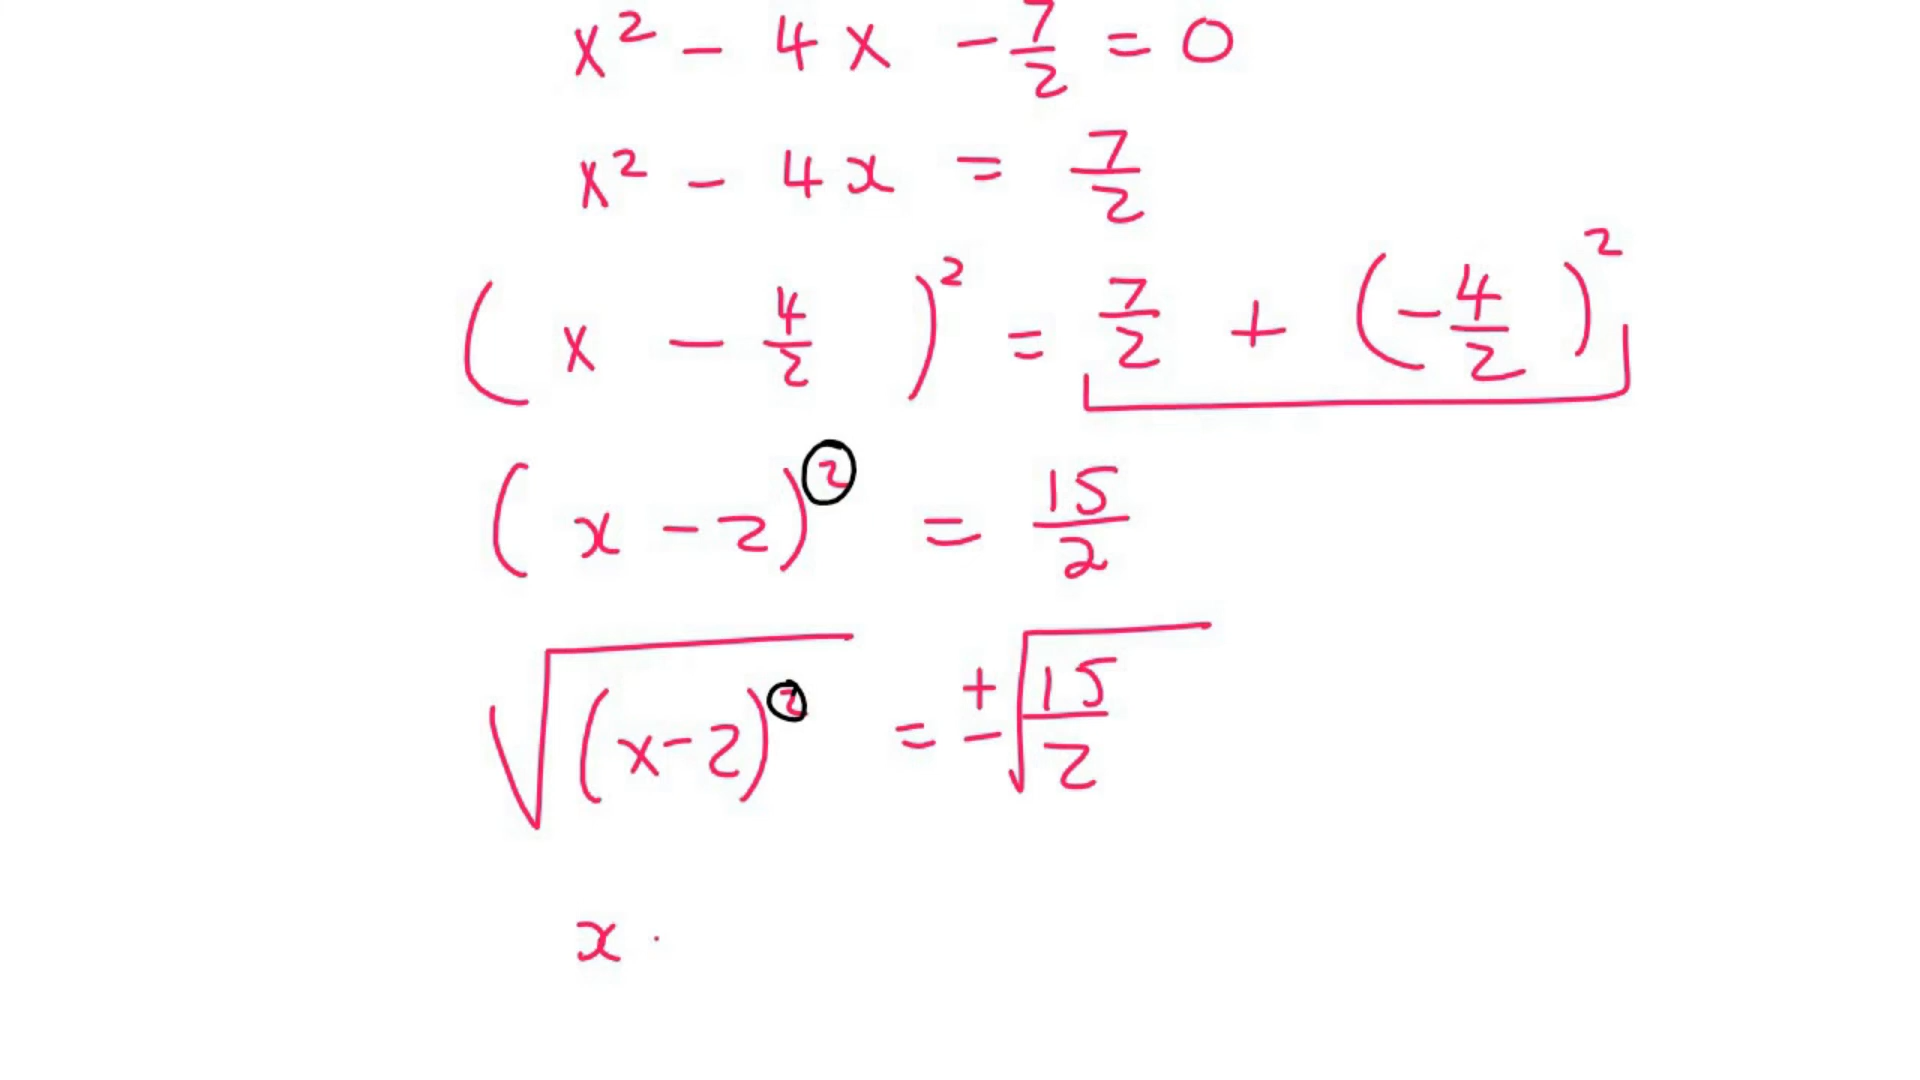 x² - 4x - 7/2 = 0
x² - 4x = 7/2
(x - 4/2)² = 7/2 + (-4/2)²
(x - 2)² = 15/2
√(x-2)² = ±√15/2
x